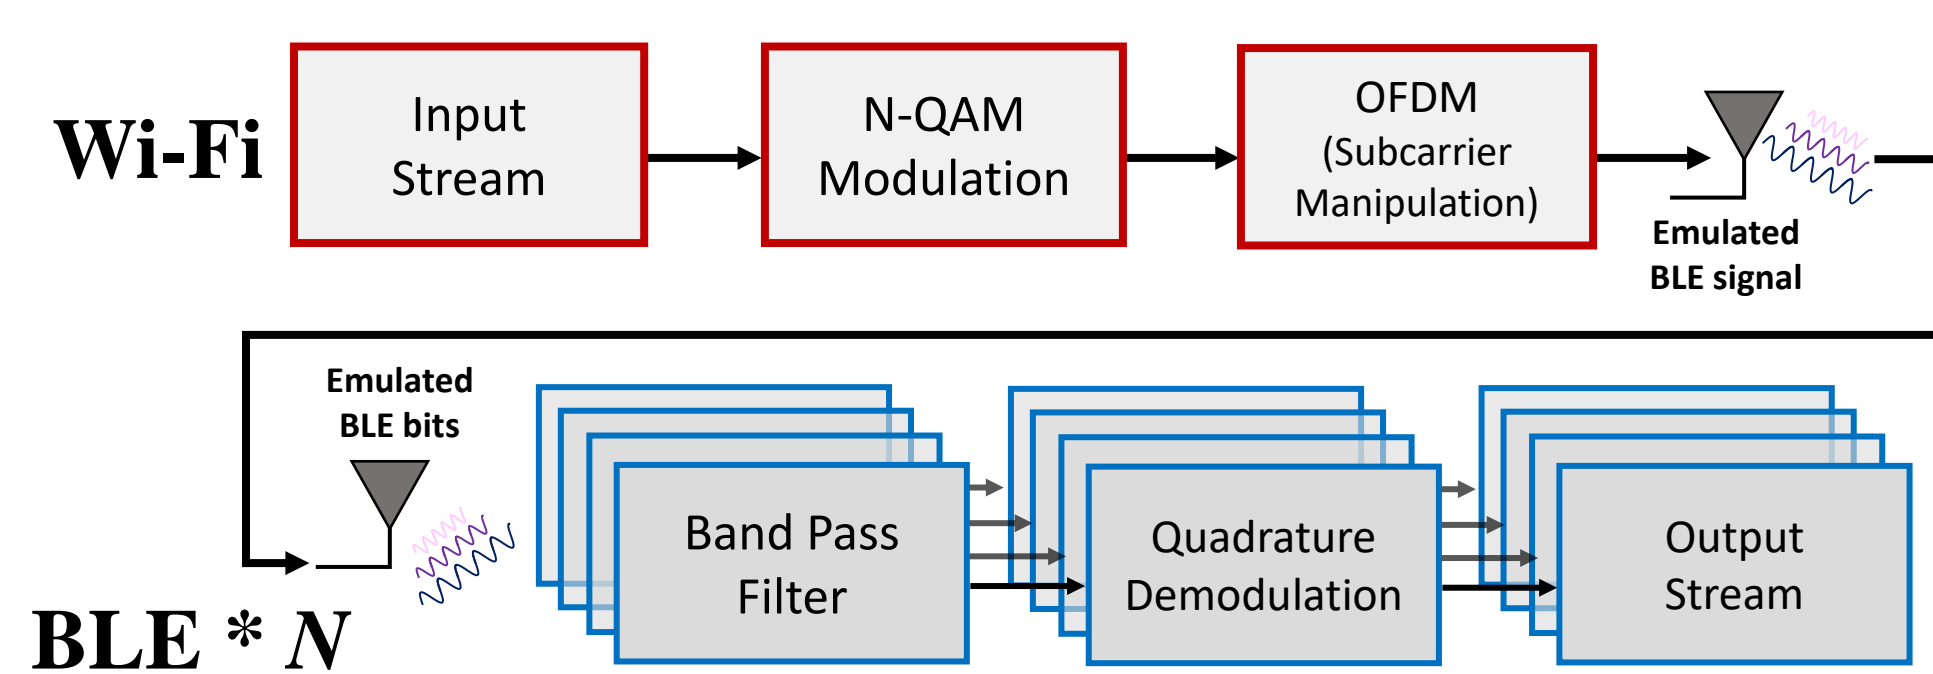 Wi-Fi
Input
Stream
N-QAM
Modulation
OFDM
(Subcarrier
Manipulation)
Emulated
BLE signal
Emulated
BLE bits
BLE * N
Band Pass
Filter
Quadrature
Demodulation
Output
Stream